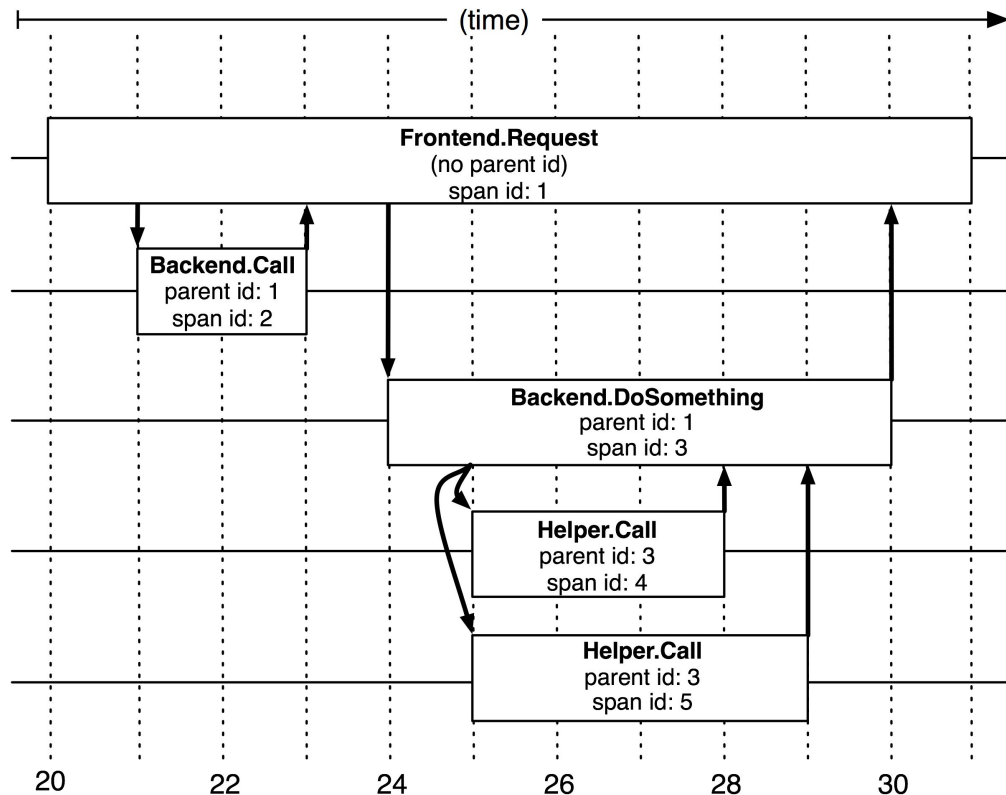 (time)
Frontend.Request
(no parent id)
span id: 1
Backend.Call
parent id: 1
span id: 2
Backend.DoSomething
parent id: 1
span id: 3
Helper.Call
parent id: 3
span id: 4
Helper.Call
parent id: 3
span id: 5
20 22 24 26 28 30